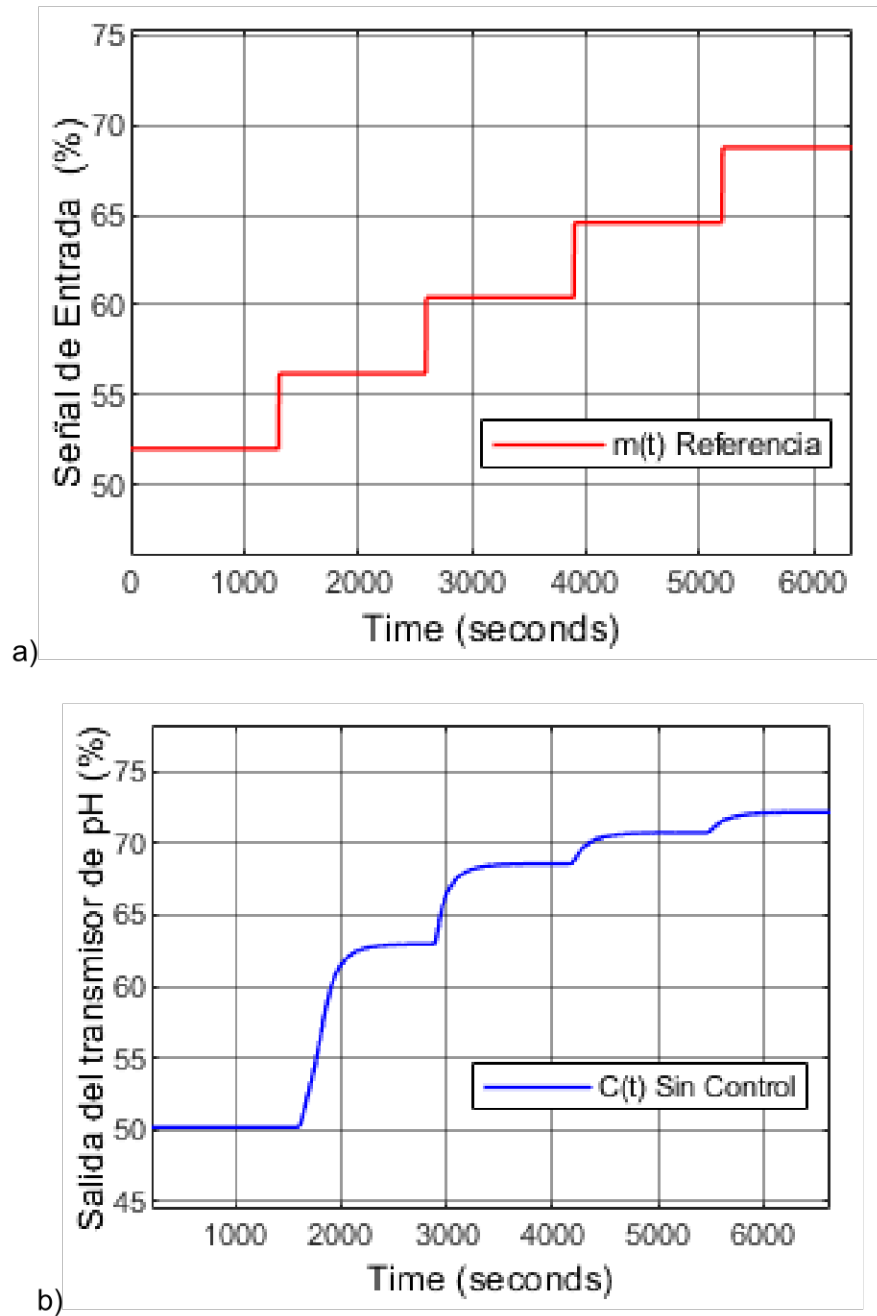 75
70
65
60
55
50
Señal de Entrada (%)
m(t) Referencia
0 1000 2000 3000 4000 5000 6000
Time (seconds)
a)
75
70
65
60
55
50
45
Salida del transmisor de pH (%)
C(t) Sin Control
1000 2000 3000 4000 5000 6000
Time (seconds)
b)